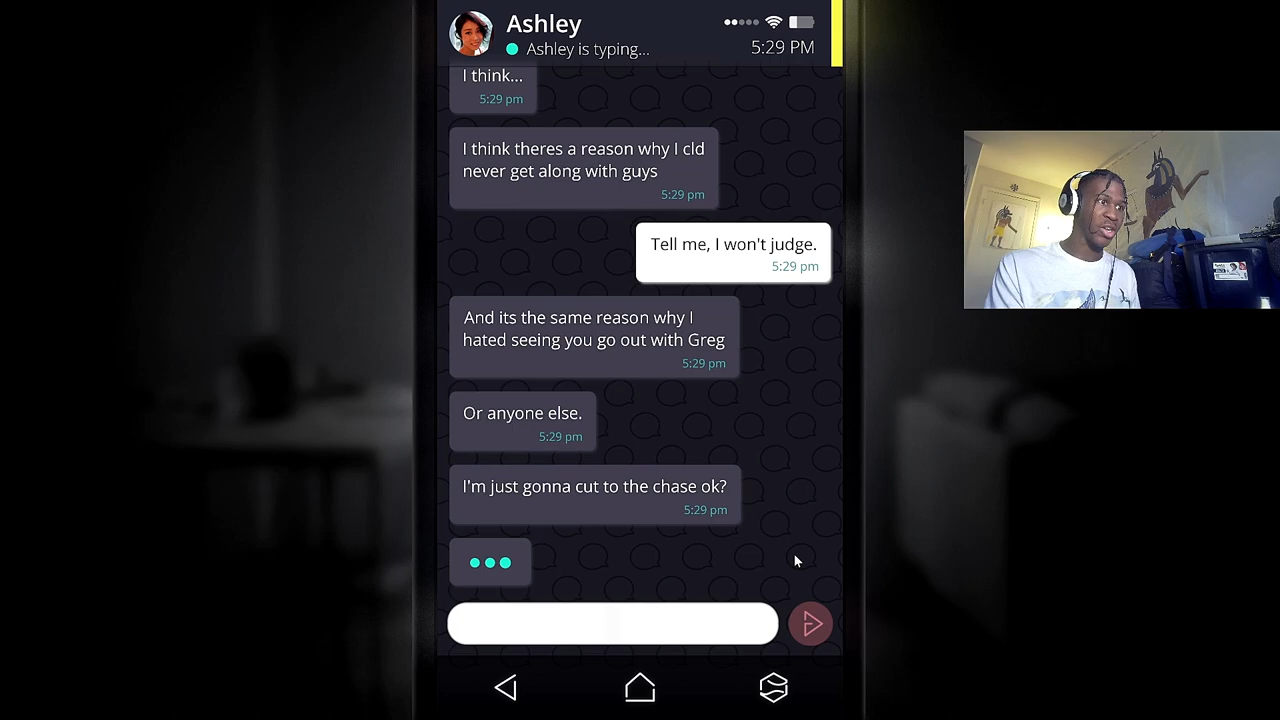 Ashley
Ashley is typing...
5:29 PM
I think...
5:29 pm
I think theres a reason why I cld
never get along with guys
5:29 pm
Tell me, I won't judge.
5:29 pm
And its the same reason why I
hated seeing you go out with Greg
5:29 pm
Or anyone else.
5:29 pm
I'm just gonna cut to the chase ok?
5:29 pm